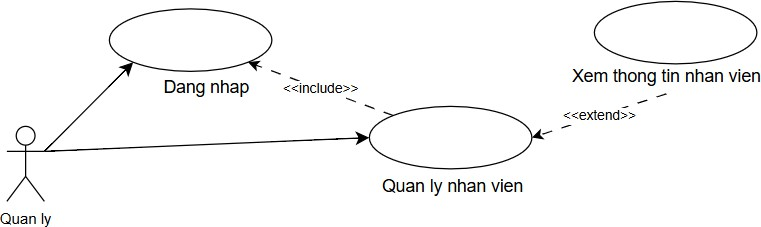 Xem thong tin nhan vien
Dang nhap
<<include>>
<<extend>>
Quan ly nhan vien
Quan ly